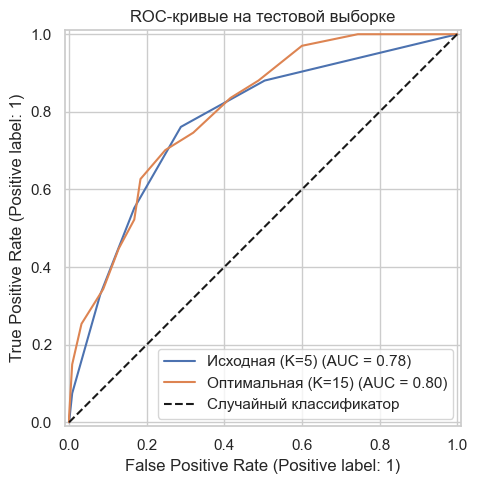 ROC-кривые на тестовой выборке
True Positive Rate (Positive label: 1)
1.0
0.8
0.6
0.4
0.2
0.0
Исходная (K=5) (AUC = 0.78)
Оптимальная (K=15) (AUC = 0.80)
Случайный классификатор
0.0 0.2 0.4 0.6 0.8 1.0
False Positive Rate (Positive label: 1)